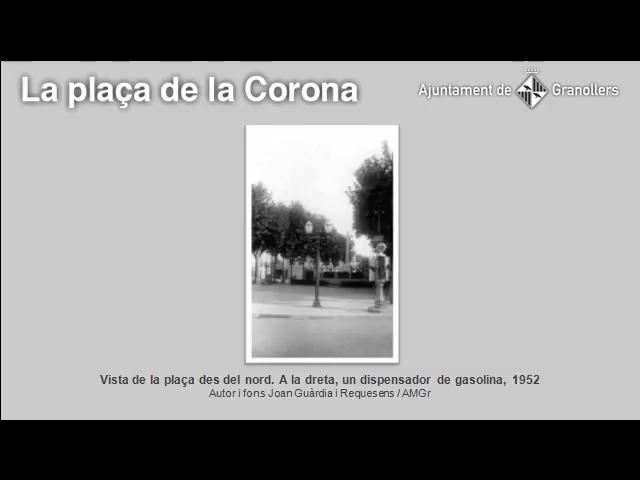 La plaça de la Corona
Ajuntament de Granollers
Vista de la plaça des del nord. A la dreta, un dispensador de gasolina, 1952
Autor i fons Joan Guàrdia i Requesens / AMGr